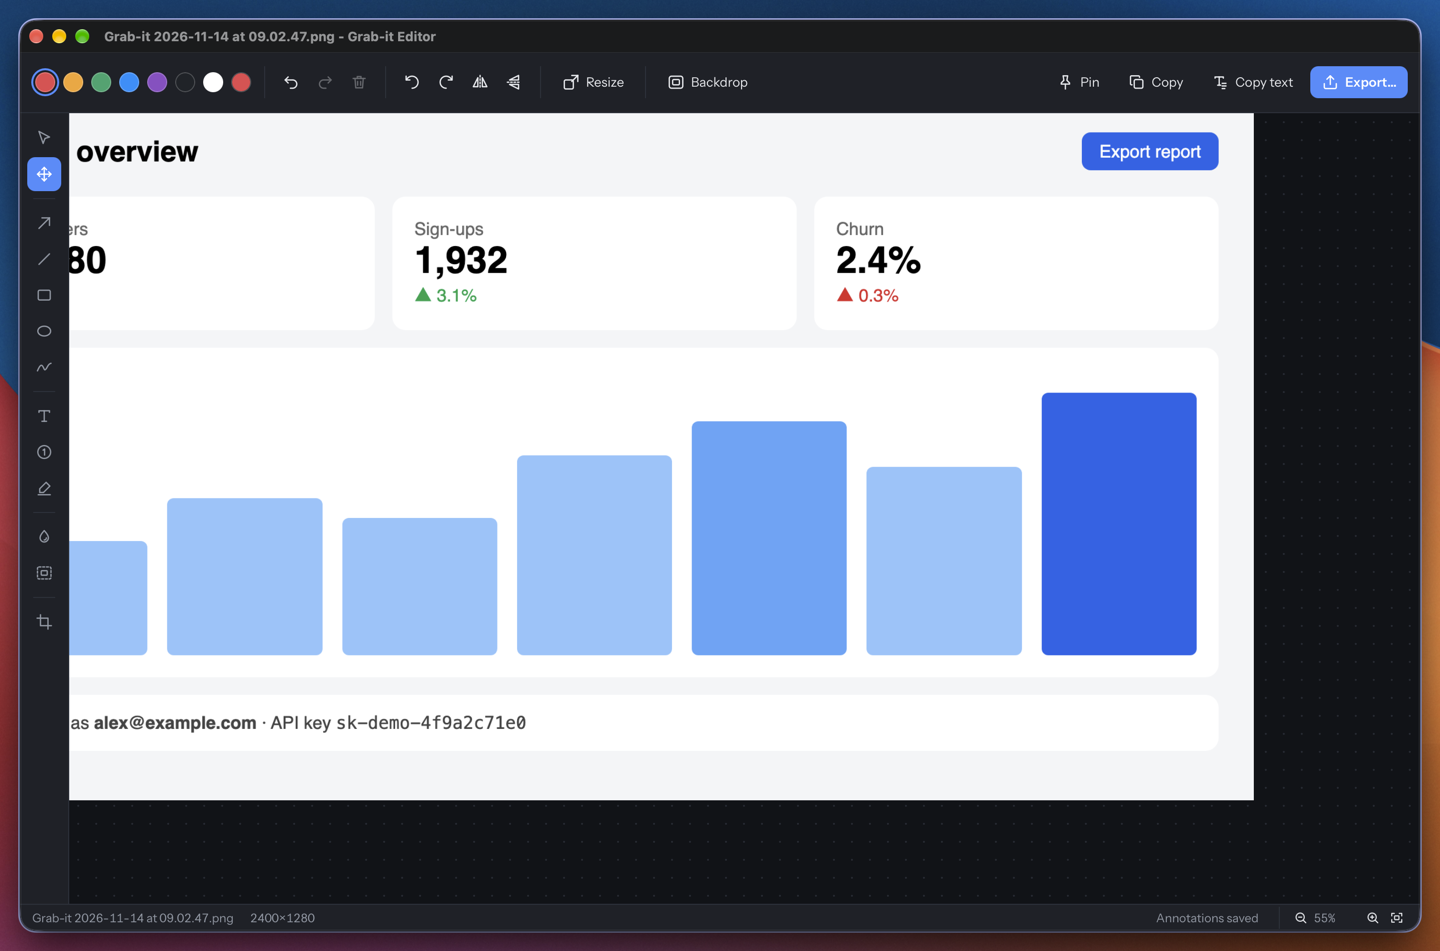 Grab-it 2026-11-14 at 09.02.47.png - Grab-it Editor
Resize
Backdrop
Pin
Copy
Copy text
Export...
overview
Export report
ers
80
Sign-ups
1,932
▲ 3.1%
Churn
2.4%
▲ 0.3%
as alex@example.com · API key sk-demo-4f9a2c71e0
Grab-it 2026-11-14 at 09.02.47.png
2400×1280
Annotations saved
55%